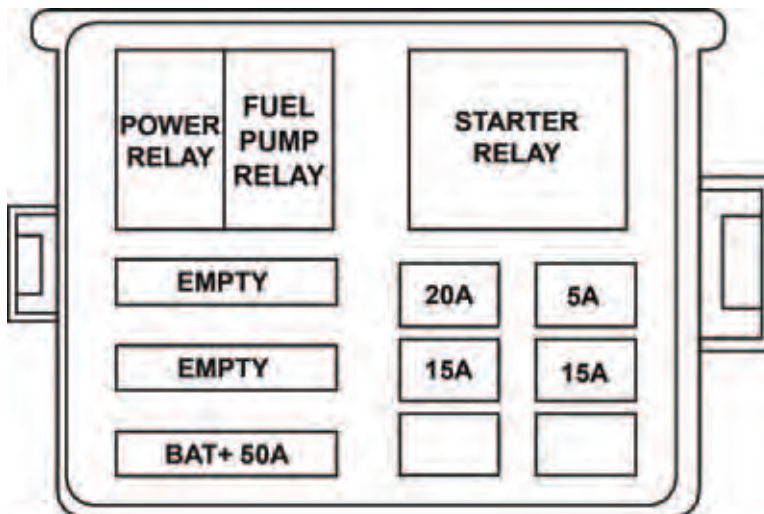 POWER
RELAY
FUEL
PUMP
RELAY
STARTER
RELAY
EMPTY
20A
5A
EMPTY
15A
15A
BAT+ 50A